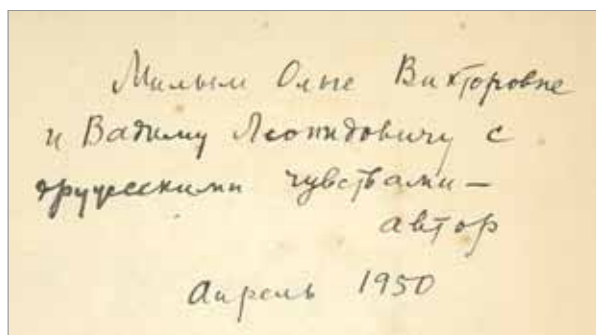 Милым Ольге Викторовне
и Вадиму Леонидовичу с
дружескими чувствами —
автор
Апрель 1950